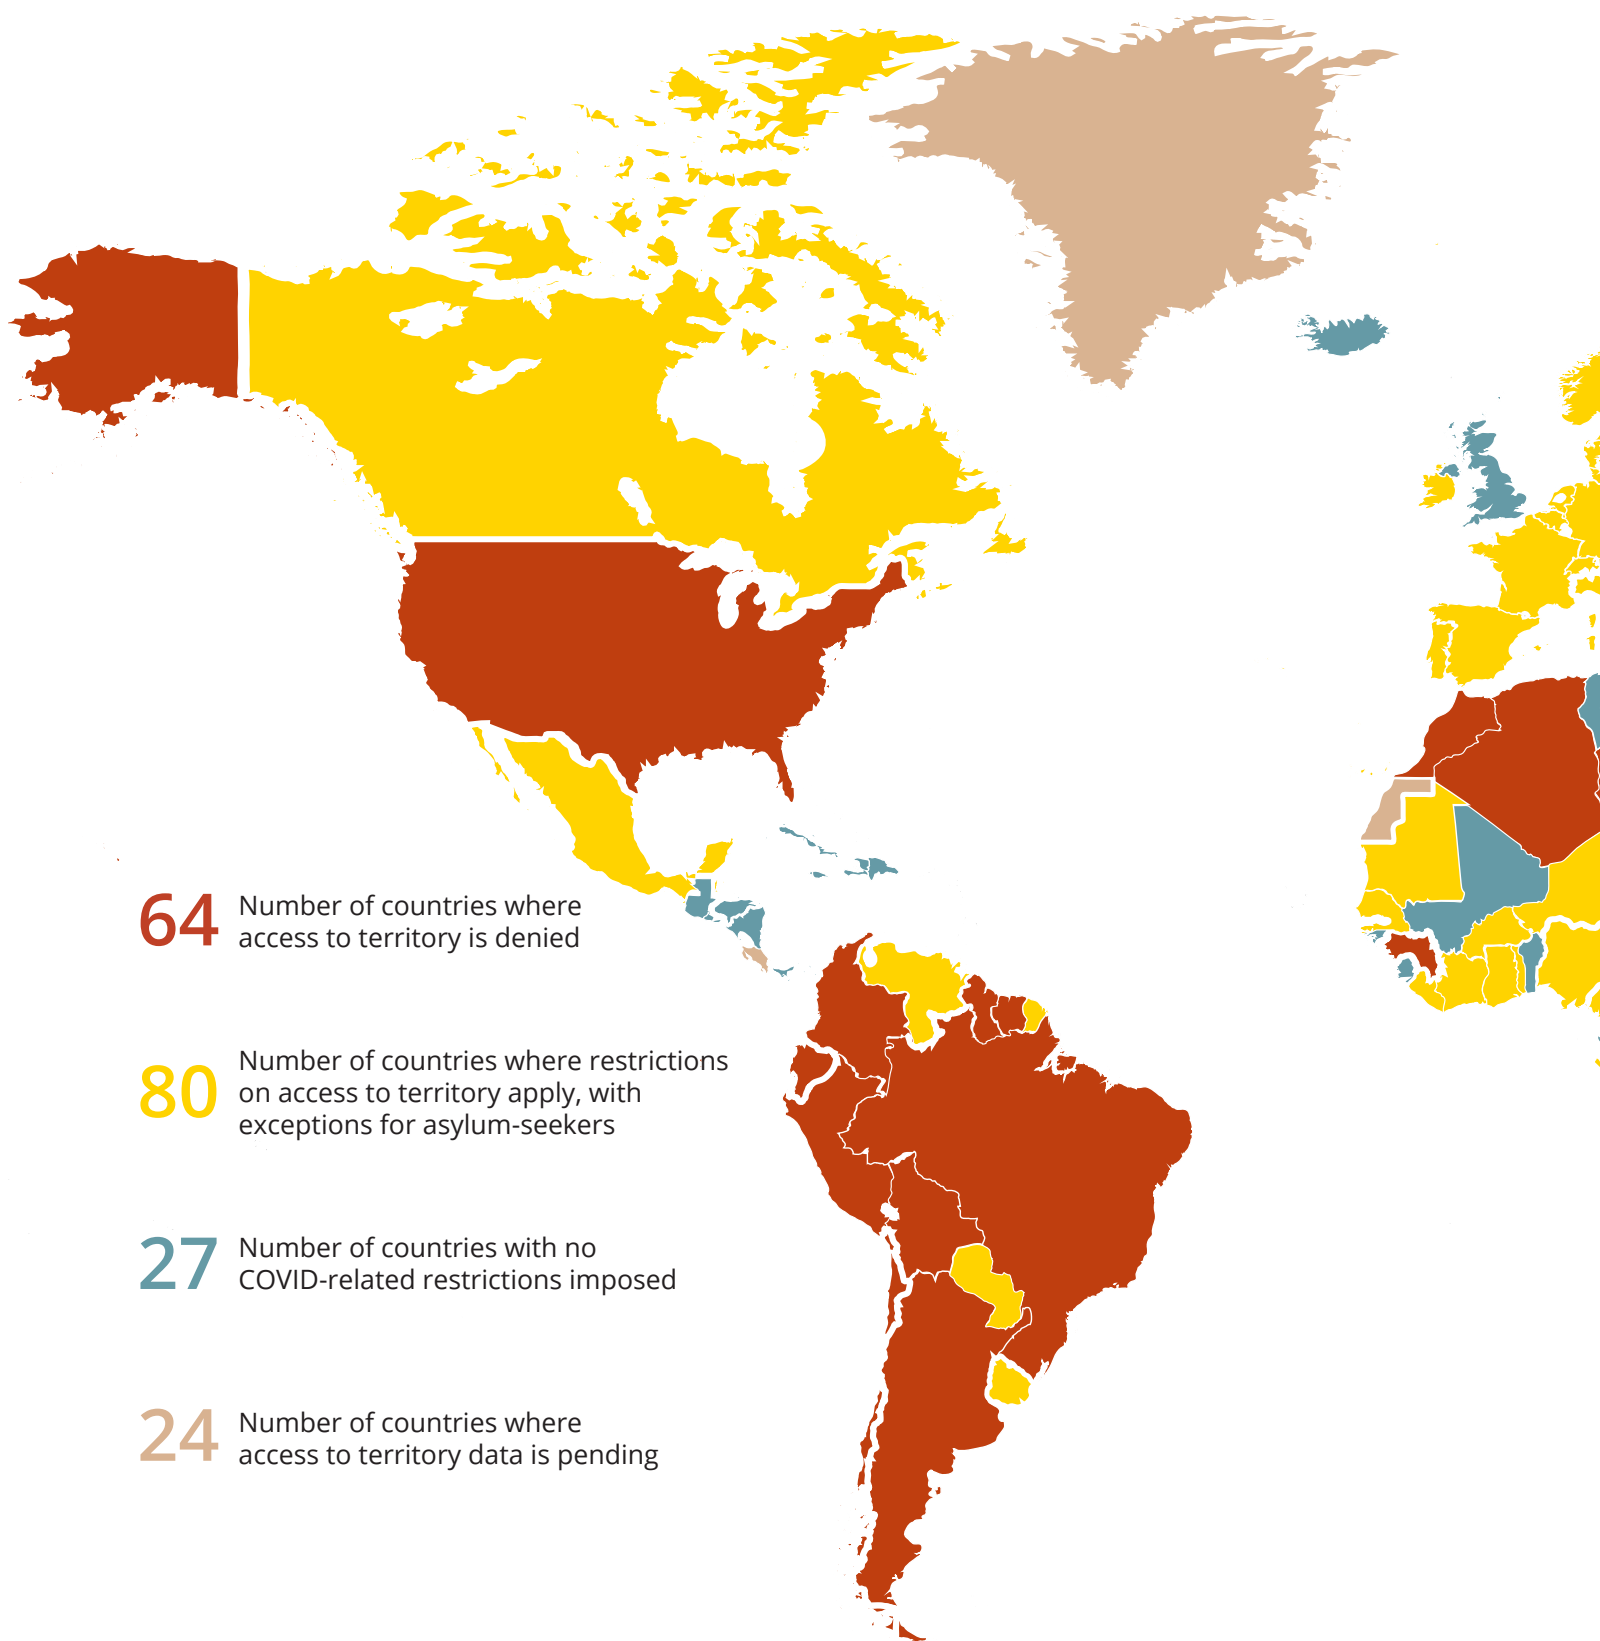 64
Number of countries where
access to territory is denied
80
Number of countries where restrictions
on access to territory apply, with
exceptions for asylum-seekers
27
Number of countries with no
COVID-related restrictions imposed
24
Number of countries where
access to territory data is pending